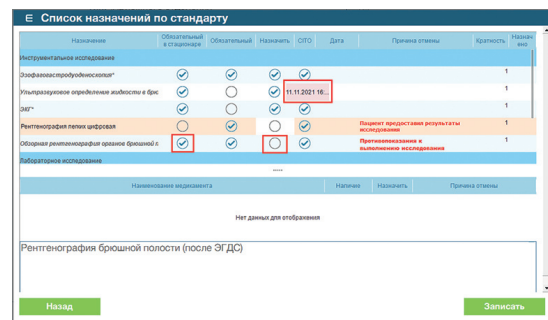 Список назначений по стандарту
Назначение Обязательный в стационаре Обязательный Назначить CITO Дата Причина отмены Кратность Назначено
Инструментальное исследование
Эзофагогастродуоденоскопия* 1
Ультразвуковое определение жидкости в брю 11.11.2021 16:... 1
ЭКГ* 1
Рентгенография легких цифровая Пациент предоставил результаты исследования 1
Обзорная рентгенография органов брюшной п Противопоказания к выполнению исследования 1
Лабораторное исследование
Наименование медикамента Наличие Назначить Причина отмены
Нет данных для отображения
Рентгенография брюшной полости (после ЭГДС)
Назад Записать